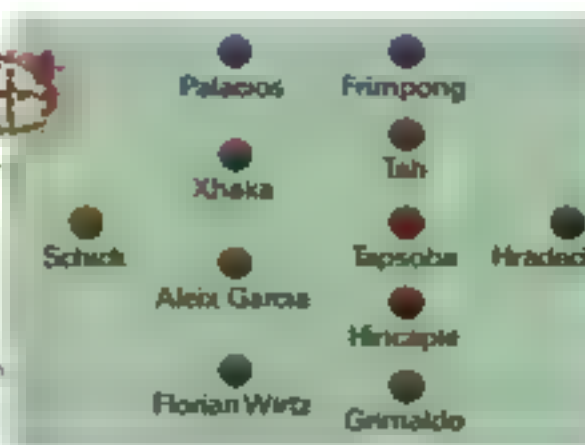 Palacios
Frimpong
Tah
Xhaka
Schick
Tapsoba
Hradeck
Aleix Garcia
Hincapie
Florian Wirtz
Grimaldo